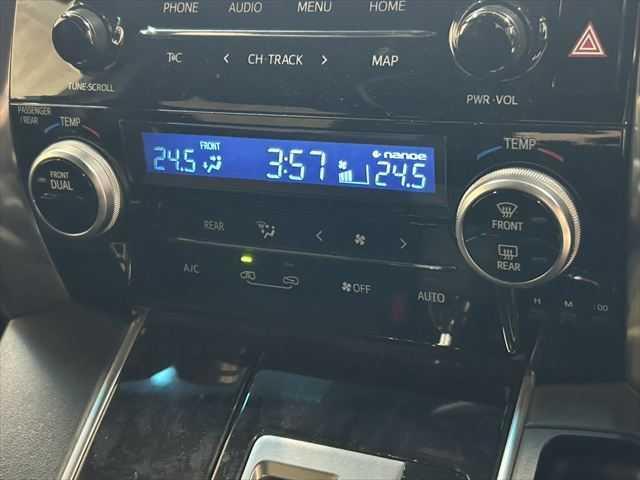 PHONE AUDIO MENU HOME
TUNE·SCROLL
T&C < CH·TRACK > MAP
PWR·VOL
PASSENGER
/REAR
TEMP
TEMP
FRONT
24.5 3:57 nanoe 24.5
FRONT
DUAL
FRONT
REAR
REAR < >
A/C OFF AUTO
H M :00